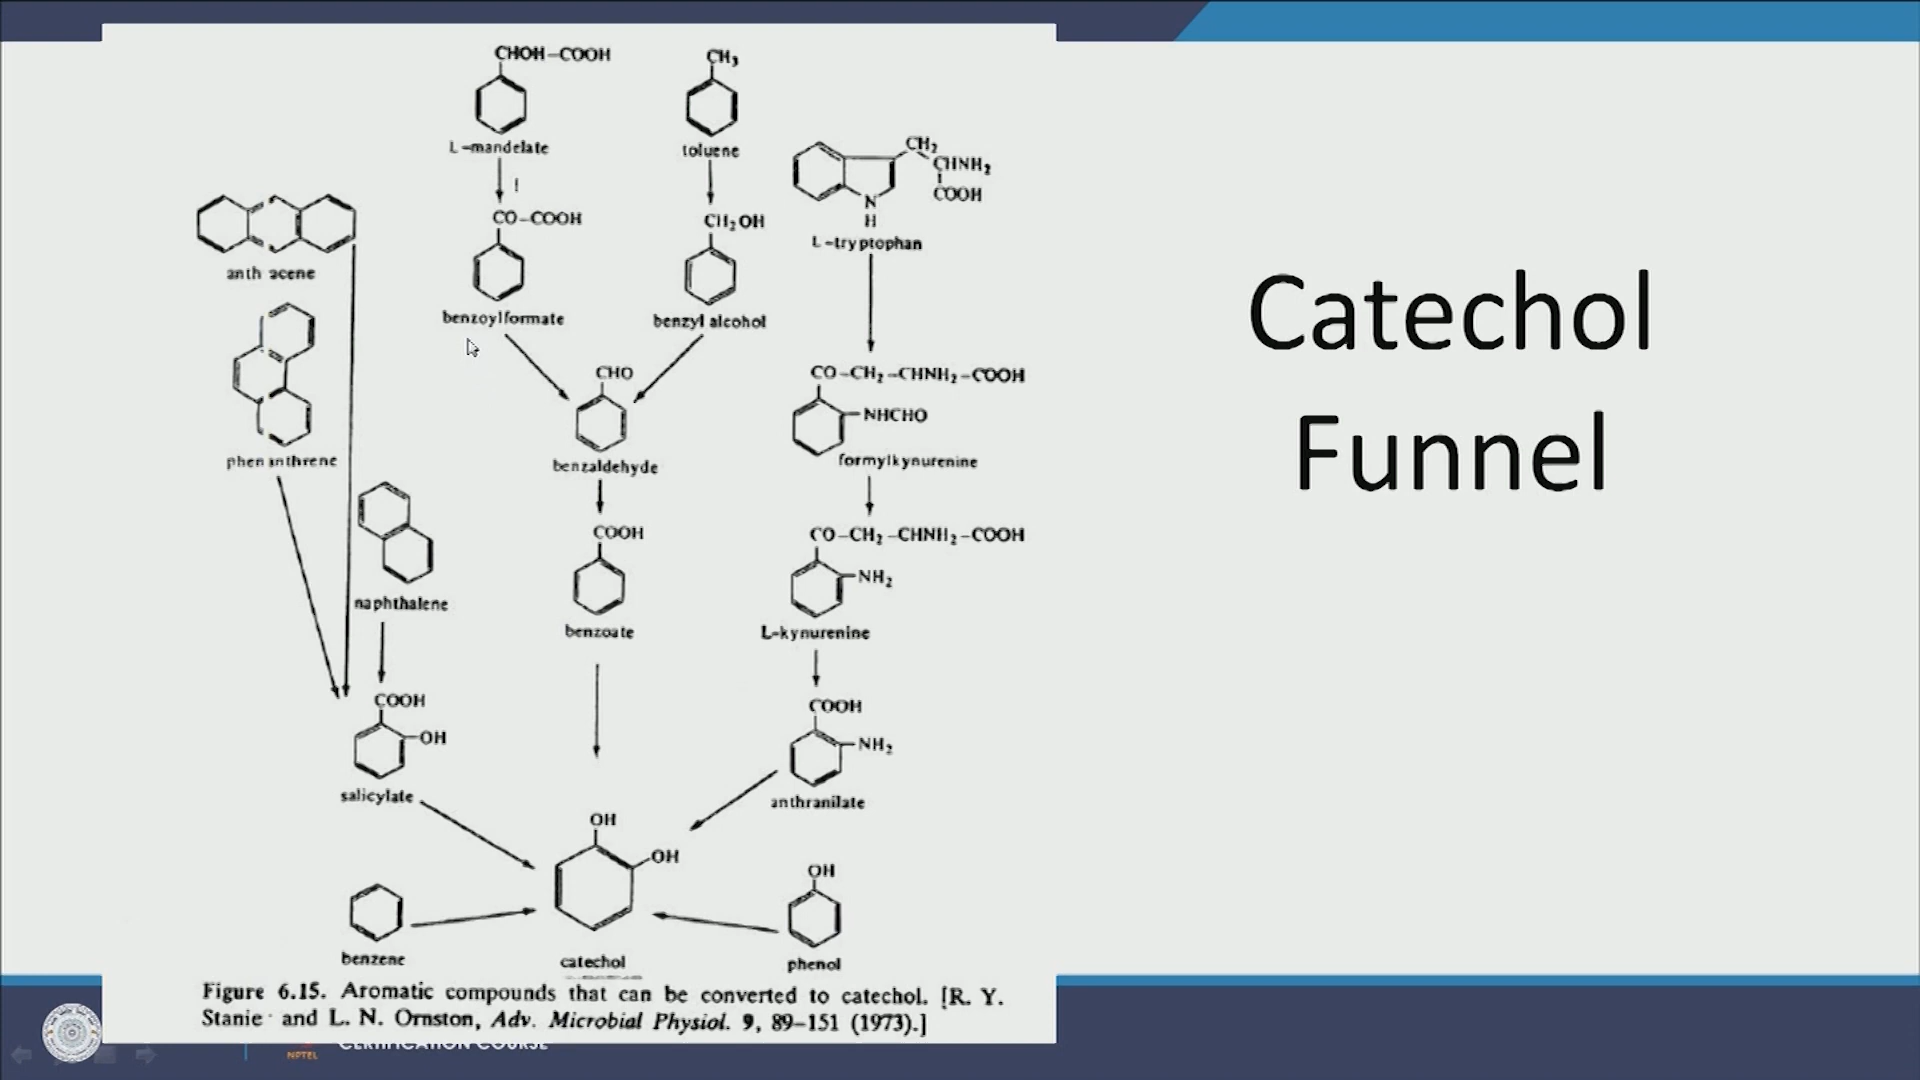 Catechol
Funnel
CHOH-COOH
L-mandelate
CH3
toluene
CH2
CHNH2
COOH
N
H
L-tryptophan
anth acene
CO-COOH
benzoylformate
CH2OH
benzyl alcohol
phen anthrene
CHO
benzaldehyde
CO-CH2-CHNH2-COOH
NHCHO
formylkynurenine
naphthalene
COOH
benzoate
CO-CH2-CHNH2-COOH
NH2
L-kynurenine
COOH
OH
salicylate
COOH
NH2
anthranilate
OH
OH
catechol
benzene
OH
phenol
Figure 6.15. Aromatic compounds that can be converted to catechol. [R. Y.
Stanie and L. N. Ornston, Adv. Microbial Physiol. 9, 89-151 (1973).]
NPTEL
CERTIFICATION COURSE